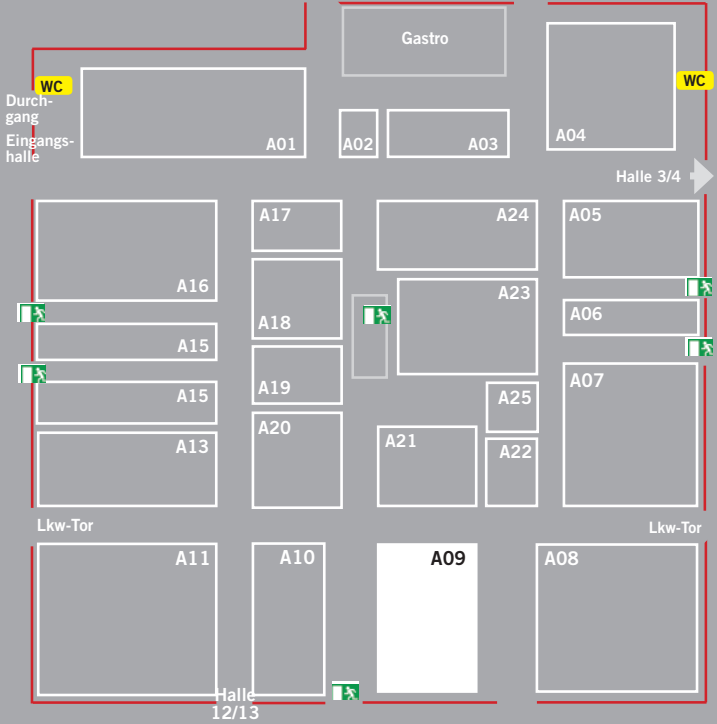 Gastro
WC
WC
Durch-
gang
Eingangs-
halle
A01
A02
A03
A04
Halle 3/4
A17
A24
A05
A16
A18
A23
A06
A15
A19
A07
A15
A25
A20
A21
A13
A22
Lkw-Tor
Lkw-Tor
A11
A10
A09
A08
Halle
12/13